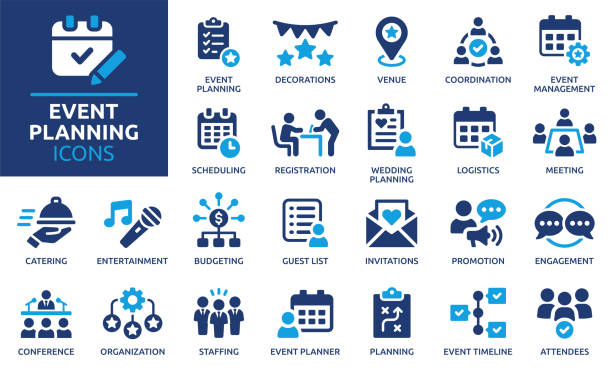 EVENT
PLANNING
ICONS
EVENT
PLANNING
DECORATIONS
VENUE
COORDINATION
EVENT
MANAGEMENT
SCHEDULING
REGISTRATION
WEDDING
PLANNING
LOGISTICS
MEETING
CATERING
ENTERTAINMENT
BUDGETING
$
GUEST LIST
INVITATIONS
PROMOTION
ENGAGEMENT
CONFERENCE
ORGANIZATION
STAFFING
EVENT PLANNER
PLANNING
EVENT TIMELINE
ATTENDEES